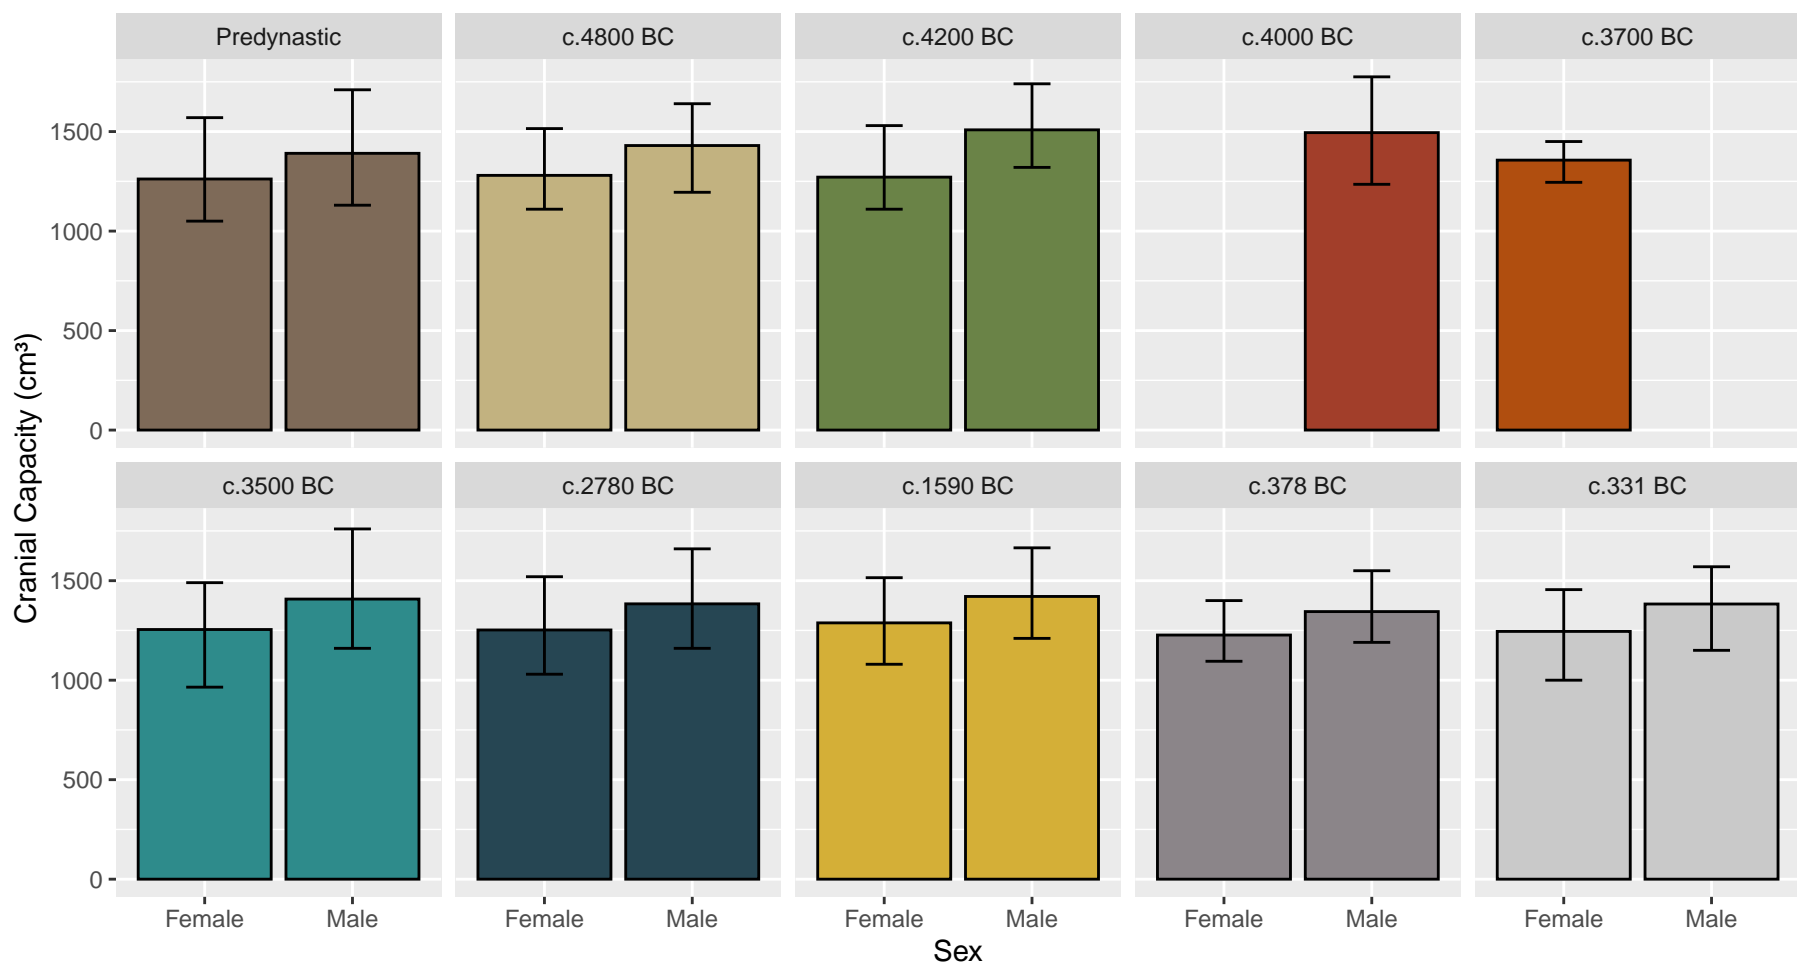 Predynastic
c.4800 BC
c.4200 BC
c.4000 BC
c.3700 BC
1500
1000
500
0
c.3500 BC
c.2780 BC
c.1590 BC
c.378 BC
c.331 BC
1500
1000
500
0
Cranial Capacity (cm³)
Female
Male
Female
Male
Female
Male
Female
Male
Female
Male
Sex